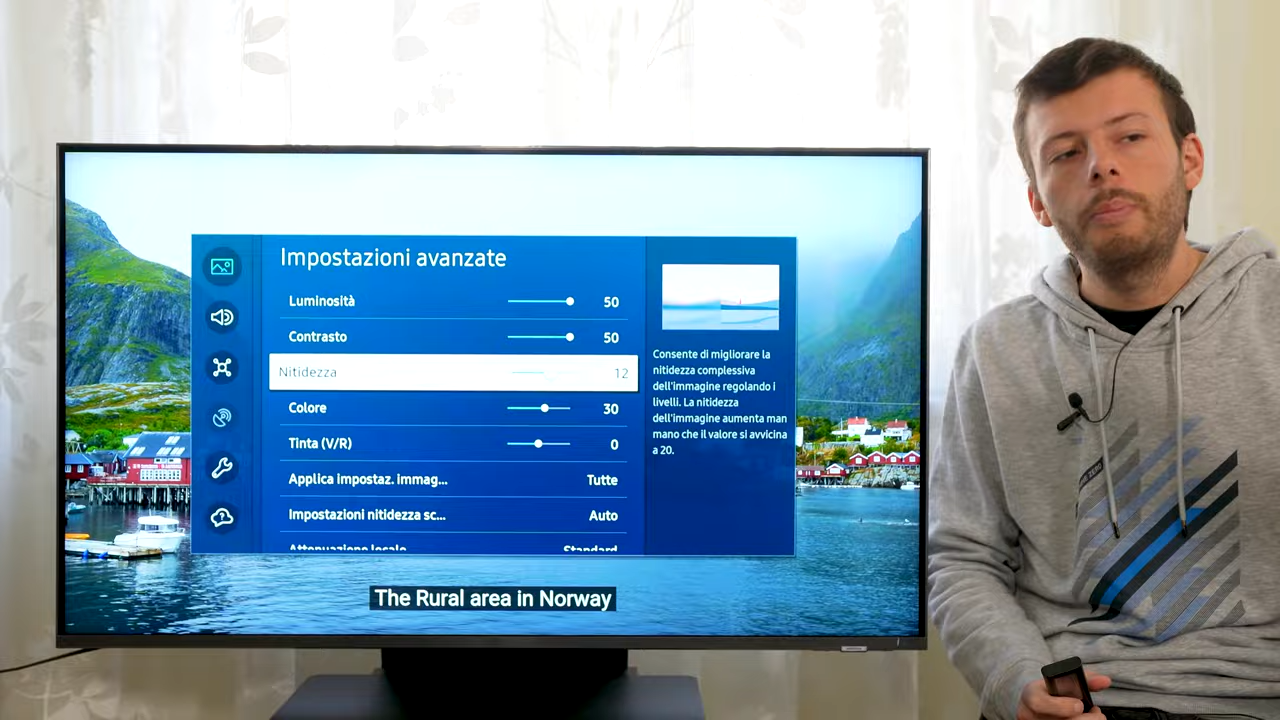 Impostazioni avanzate
Luminosità 50
Contrasto 50
Nitidezza 12
Colore 30
Tinta (V/R) 0
Applica impostaz. immag... Tutte
Impostazioni nitidezza sc... Auto
Attenuazione locale Standard
Consente di migliorare la
nitidezza complessiva
dell'immagine regolando i
livelli. La nitidezza
dell'immagine aumenta man
mano che il valore si avvicina
a 20.
The Rural area in Norway